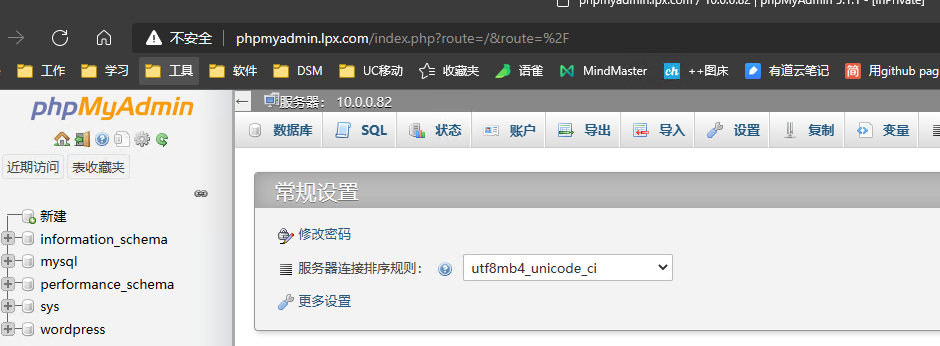 phpmyadmin.lpx.com / 10.0.0.82 | phpMyAdmin 5.1.1 - [InPrivate]
不安全 phpmyadmin.lpx.com/index.php?route=/&route=%2F
工作 学习 工具 软件 DSM UC移动 收藏夹 语雀 MindMaster ch ++图床 有道云笔记 简 用github pag
phpMyAdmin
近期访问 表收藏夹
新建
information_schema
mysql
performance_schema
sys
wordpress
服务器: 10.0.0.82
数据库 SQL 状态 账户 导出 导入 设置 复制 变量
常规设置
修改密码
服务器连接排序规则: utf8mb4_unicode_ci
更多设置